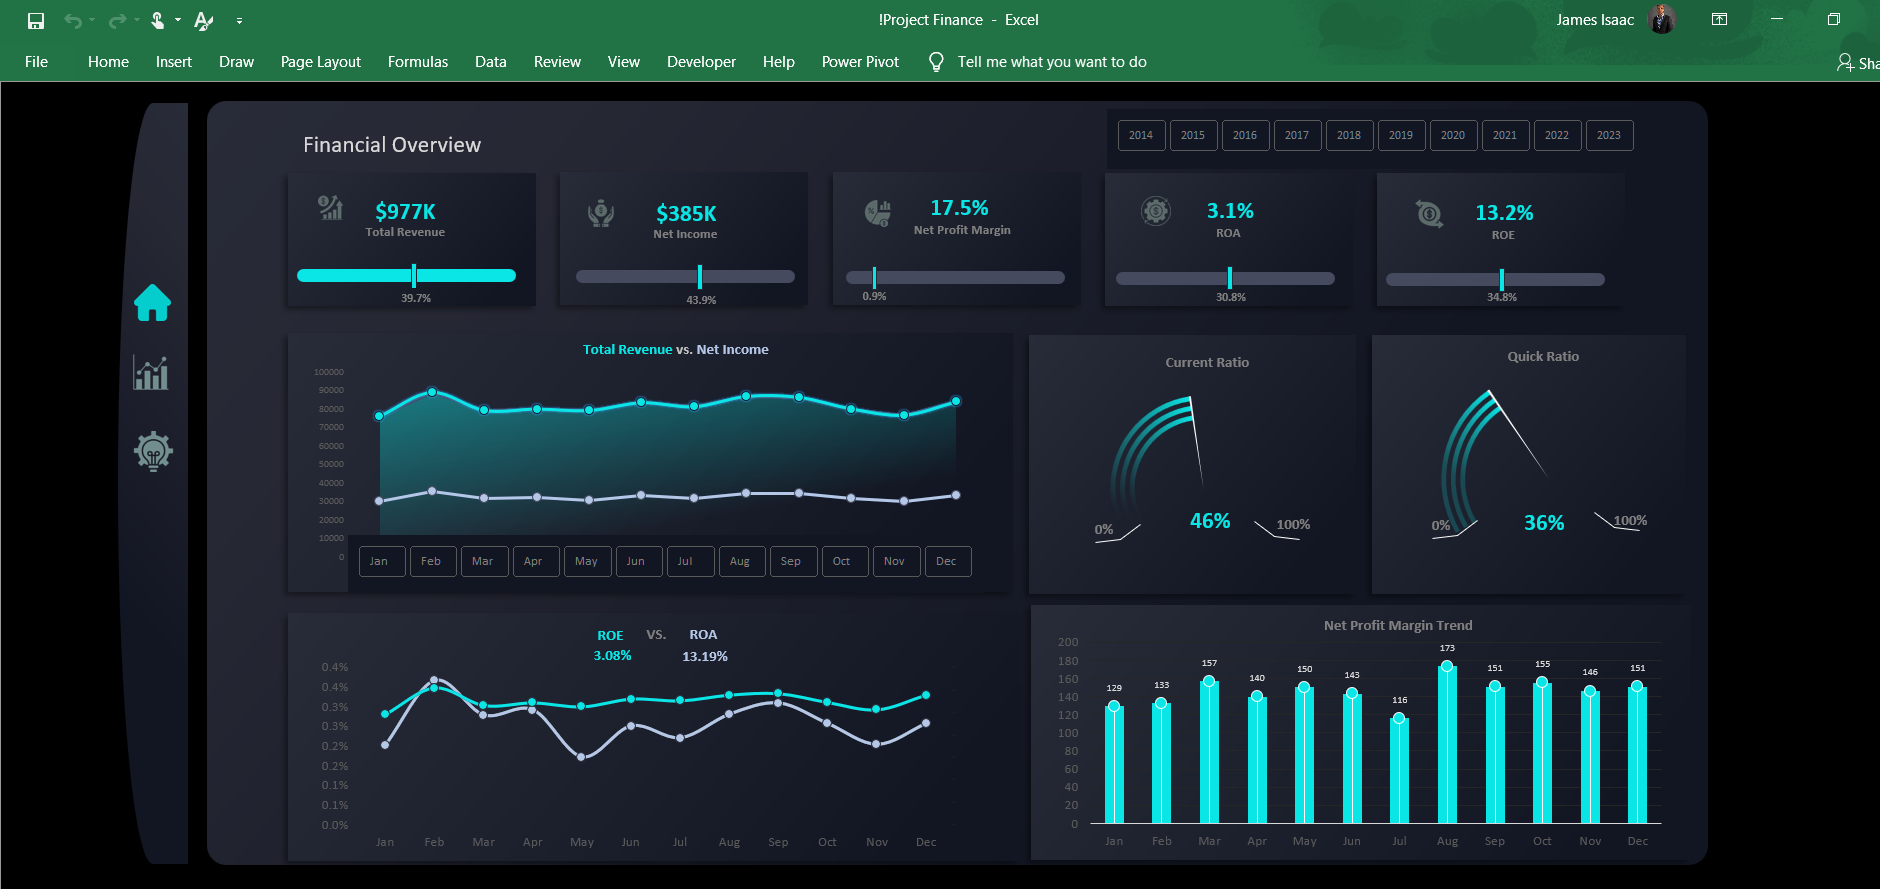 !Project Finance - Excel
James Isaac
File Home Insert Draw Page Layout Formulas Data Review View Developer Help Power Pivot Tell me what you want to do
Sha
Financial Overview
2014 2015 2016 2017 2018 2019 2020 2021 2022 2023
$977K
Total Revenue
39.7%
$385K
Net Income
43.9%
17.5%
Net Profit Margin
0.9%
3.1%
ROA
30.8%
13.2%
ROE
34.8%
Total Revenue vs. Net Income
100000
90000
80000
70000
60000
50000
40000
30000
20000
10000
0
Jan Feb Mar Apr May Jun Jul Aug Sep Oct Nov Dec
Current Ratio
0%
46%
100%
Quick Ratio
0%
36%
100%
ROE VS. ROA
3.08% 13.19%
0.4%
0.4%
0.3%
0.3%
0.2%
0.2%
0.1%
0.1%
0.0%
Jan Feb Mar Apr May Jun Jul Aug Sep Oct Nov Dec
Net Profit Margin Trend
200
180
160
140
120
100
80
60
40
20
0
129 133 157 140 150 143 116 173 151 155 146 151
Jan Feb Mar Apr May Jun Jul Aug Sep Oct Nov Dec